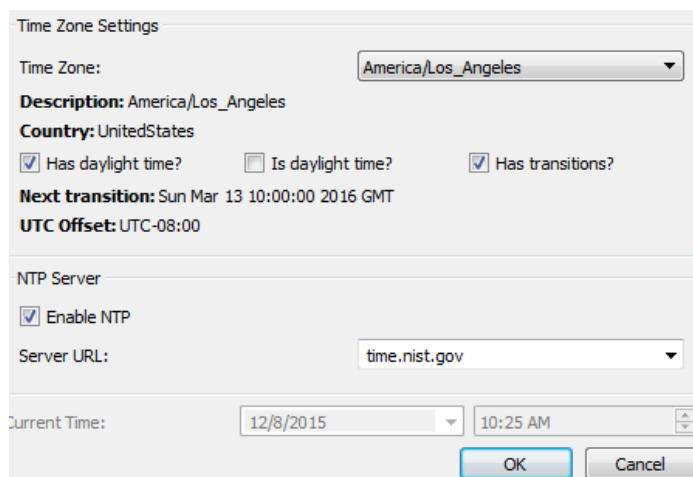 Time Zone Settings
Time Zone: America/Los_Angeles
Description: America/Los_Angeles
Country: UnitedStates
Has daylight time? Is daylight time? Has transitions?
Next transition: Sun Mar 13 10:00:00 2016 GMT
UTC Offset: UTC-08:00
NTP Server
Enable NTP
Server URL: time.nist.gov
Current Time: 12/8/2015 10:25 AM
OK Cancel